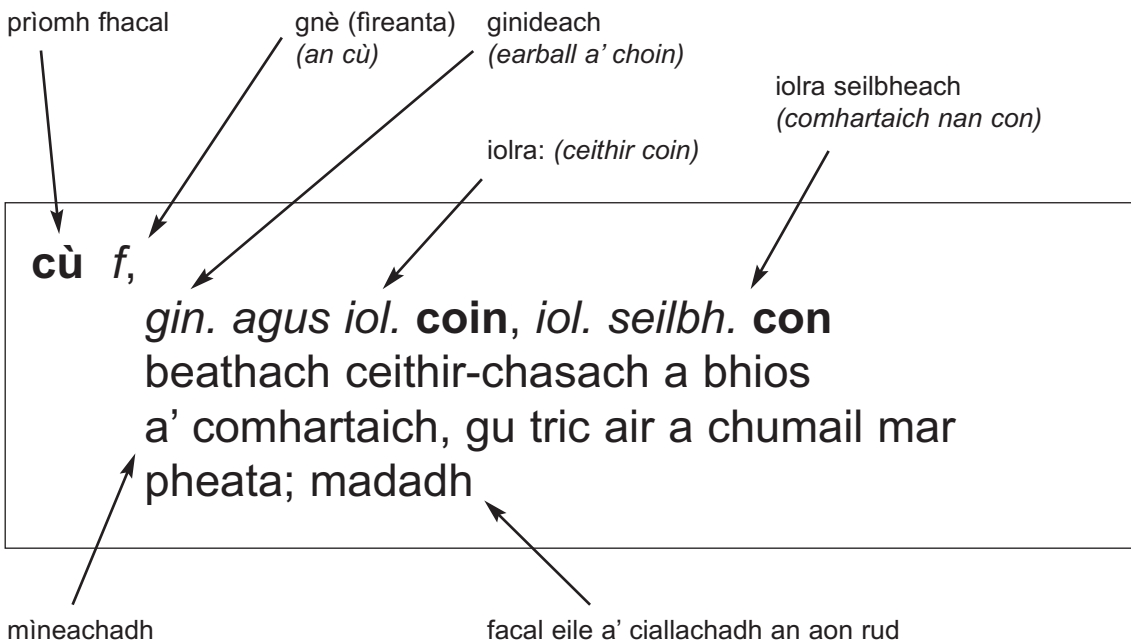 prìomh fhacal
gnè (fìreanta)
(an cù)
ginideach
(earball a’ choin)
iolra seilbheach
(comhartaich nan con)
iolra: (ceithir coin)
cù f,
gin. agus iol. coin, iol. seilbh. con
beathach ceithir-chasach a bhios
a’ comhartaich, gu tric air a chumail mar
pheata; madadh
mìneachadh
facal eile a’ ciallachadh an aon rud